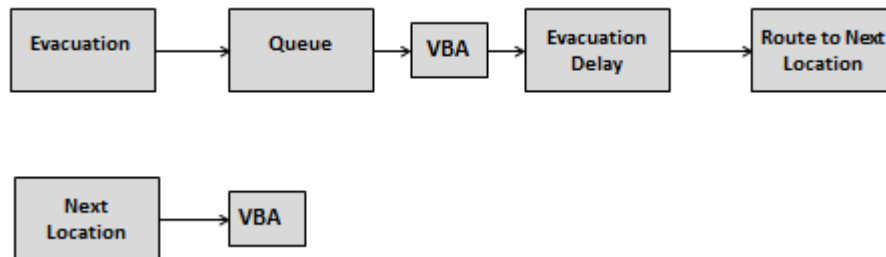 Evacuation
Queue
VBA
Evacuation
Delay
Route to Next
Location
Next
Location
VBA